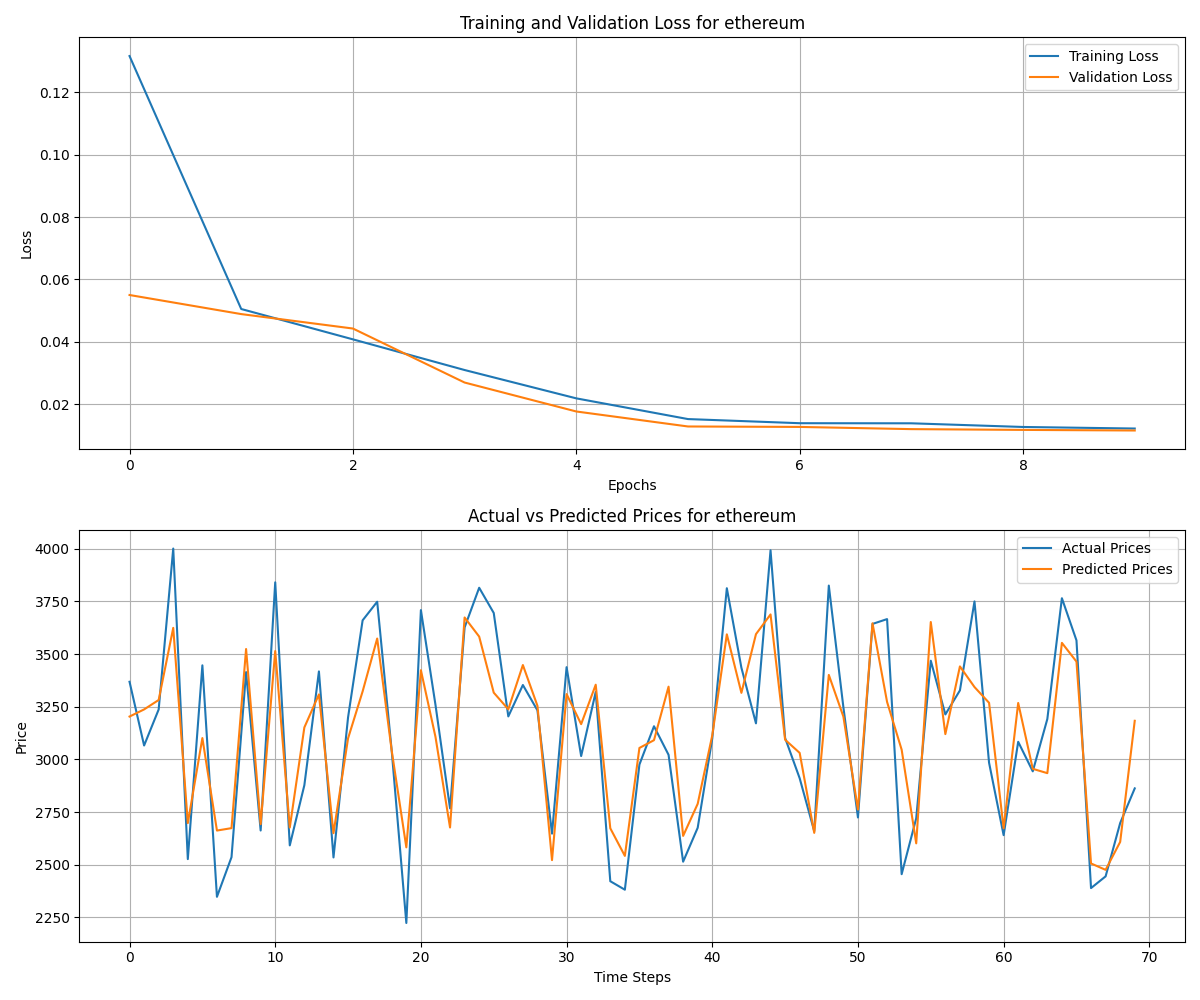 Training and Validation Loss for ethereum
Training Loss
Validation Loss
0.12
0.10
0.08
0.06
0.04
0.02
Loss
0 2 4 6 8
Epochs
Actual vs Predicted Prices for ethereum
Actual Prices
Predicted Prices
4000
3750
3500
3250
3000
2750
2500
2250
Price
0 10 20 30 40 50 60 70
Time Steps